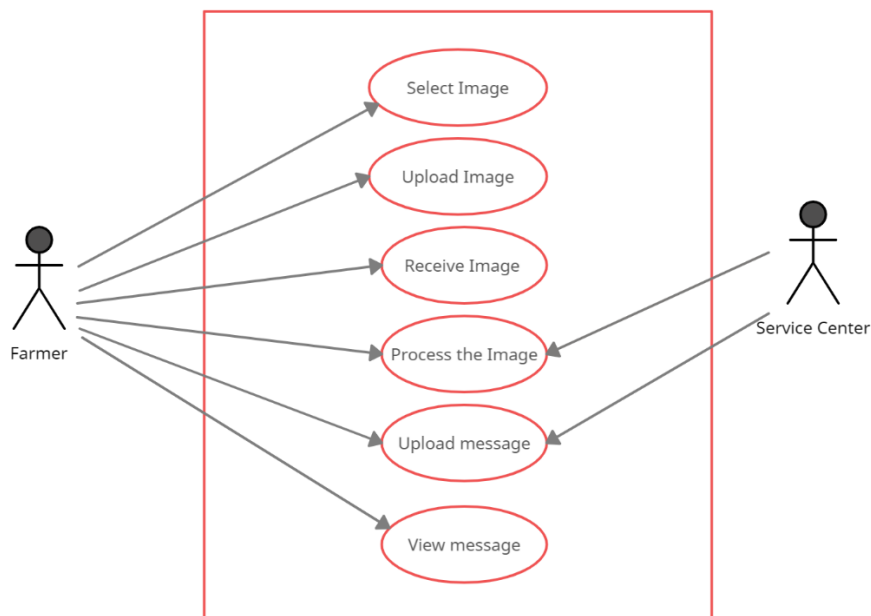 Select Image
Upload Image
Receive Image
Process the Image
Upload message
View message
Farmer
Service Center